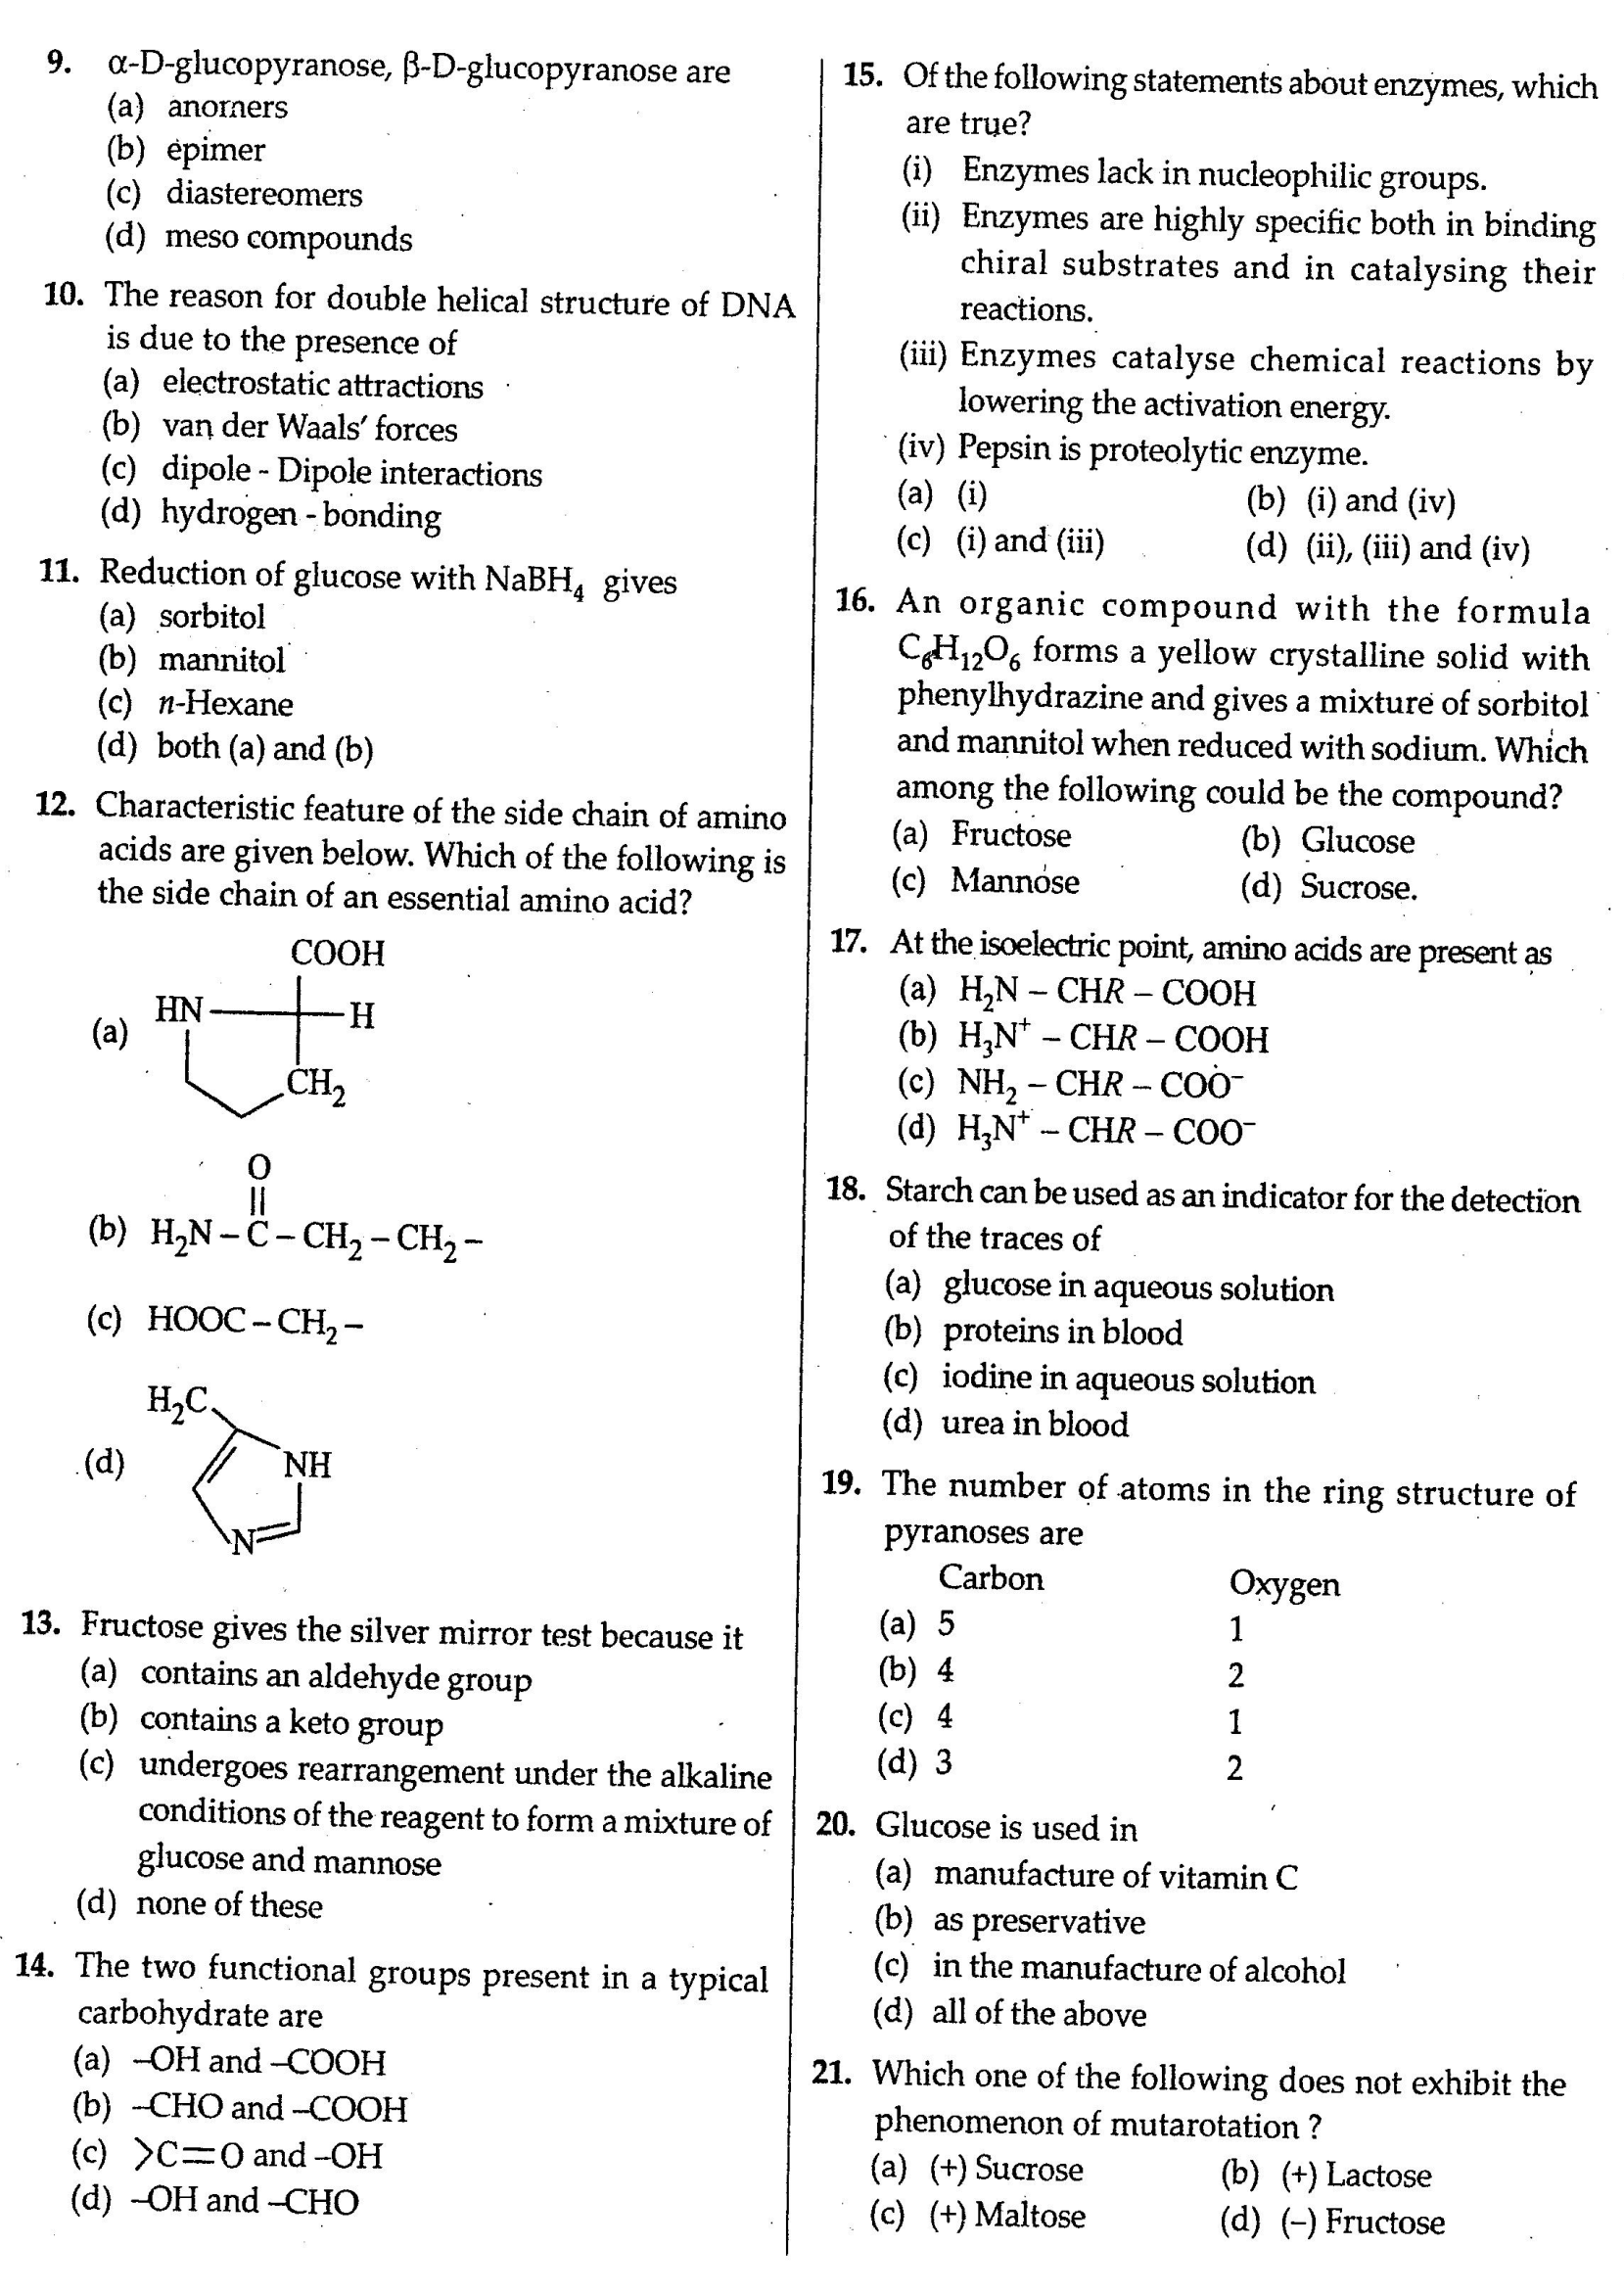 9. α-D-glucopyranose, β-D-glucopyranose are
(a) anomers
(b) epimer
(c) diastereomers
(d) meso compounds
10. The reason for double helical structure of DNA
is due to the presence of
(a) electrostatic attractions
(b) van der Waals' forces
(c) dipole - Dipole interactions
(d) hydrogen - bonding
11. Reduction of glucose with NaBH₄ gives
(a) sorbitol
(b) mannitol
(c) n-Hexane
(d) both (a) and (b)
12. Characteristic feature of the side chain of amino
acids are given below. Which of the following is
the side chain of an essential amino acid?
COOH
(a) HN H
CH₂
O
||
(b) H₂N – C – CH₂ – CH₂ –
(c) HOOC – CH₂ –
H₂C
(d) NH
N
13. Fructose gives the silver mirror test because it
(a) contains an aldehyde group
(b) contains a keto group
(c) undergoes rearrangement under the alkaline
conditions of the reagent to form a mixture of
glucose and mannose
(d) none of these
14. The two functional groups present in a typical
carbohydrate are
(a) –OH and –COOH
(b) –CHO and –COOH
(c) >C=O and –OH
(d) –OH and –CHO
15. Of the following statements about enzymes, which
are true?
(i) Enzymes lack in nucleophilic groups.
(ii) Enzymes are highly specific both in binding
chiral substrates and in catalysing their
reactions.
(iii) Enzymes catalyse chemical reactions by
lowering the activation energy.
(iv) Pepsin is proteolytic enzyme.
(a) (i) (b) (i) and (iv)
(c) (i) and (iii) (d) (ii), (iii) and (iv)
16. An organic compound with the formula
C₆H₁₂O₆ forms a yellow crystalline solid with
phenylhydrazine and gives a mixture of sorbitol
and mannitol when reduced with sodium. Which
among the following could be the compound?
(a) Fructose (b) Glucose
(c) Mannose (d) Sucrose.
17. At the isoelectric point, amino acids are present as
(a) H₂N – CHR – COOH
(b) H₃N⁺ – CHR – COOH
(c) NH₂ – CHR – COO⁻
(d) H₃N⁺ – CHR – COO⁻
18. Starch can be used as an indicator for the detection
of the traces of
(a) glucose in aqueous solution
(b) proteins in blood
(c) iodine in aqueous solution
(d) urea in blood
19. The number of atoms in the ring structure of
pyranoses are
Carbon Oxygen
(a) 5 1
(b) 4 2
(c) 4 1
(d) 3 2
20. Glucose is used in
(a) manufacture of vitamin C
(b) as preservative
(c) in the manufacture of alcohol
(d) all of the above
21. Which one of the following does not exhibit the
phenomenon of mutarotation ?
(a) (+) Sucrose (b) (+) Lactose
(c) (+) Maltose (d) (–) Fructose